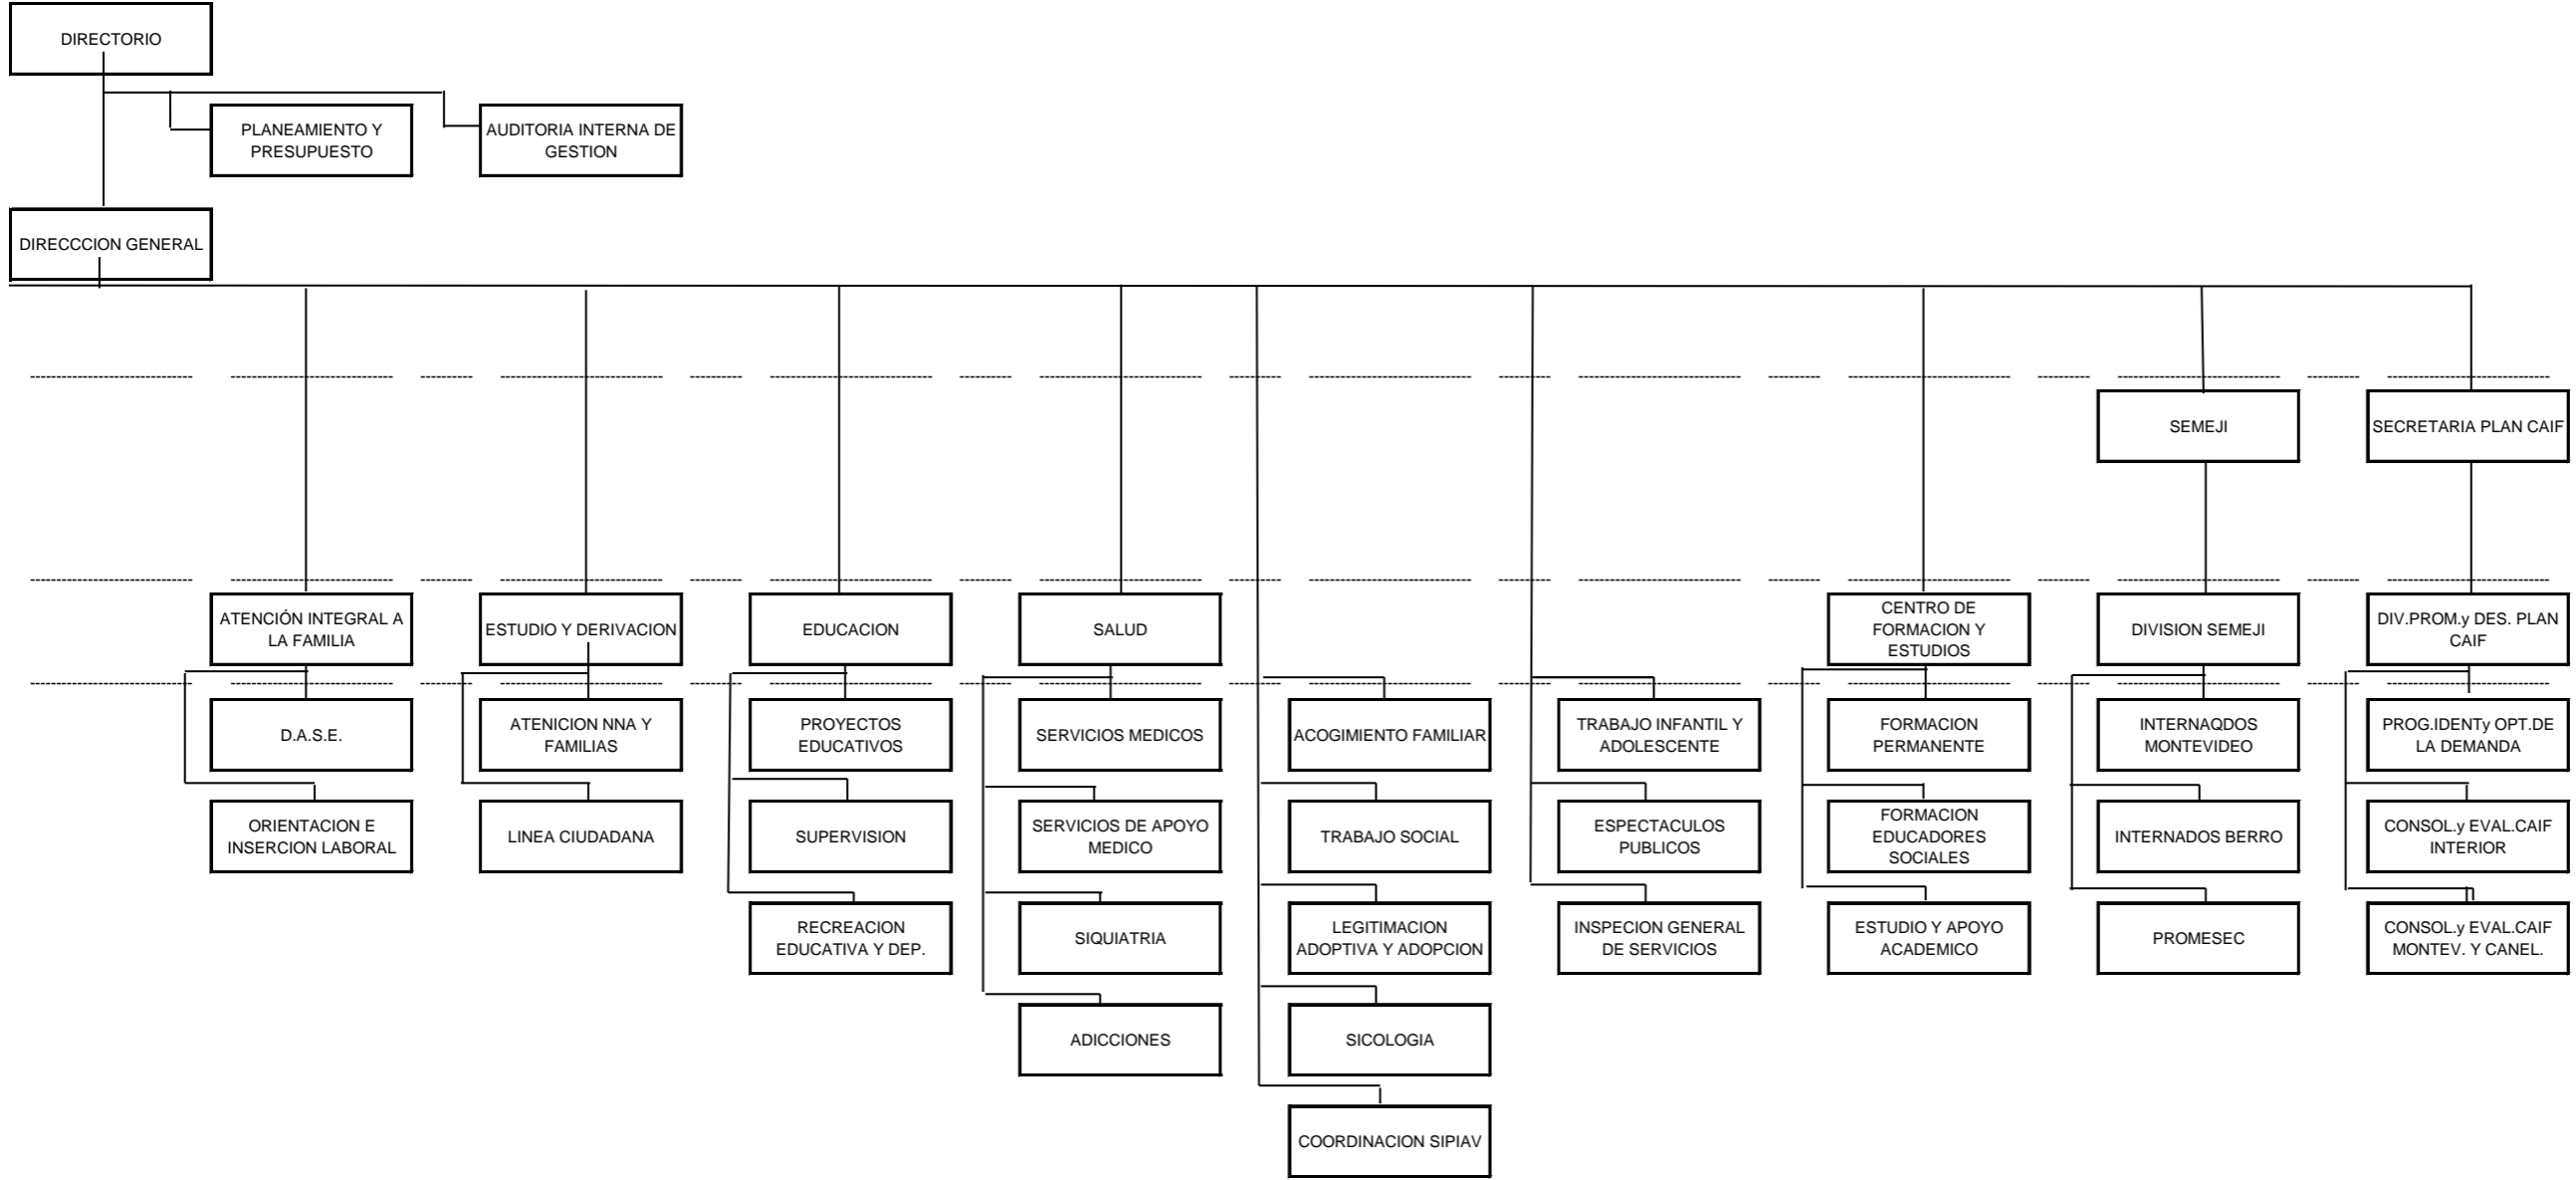 DIRECTORIO
PLANEAMIENTO Y
PRESUPUESTO
AUDITORIA INTERNA DE
GESTION
DIRECCCION GENERAL
SEMEJI
SECRETARIA PLAN CAIF
ATENCIÓN INTEGRAL A
LA FAMILIA
ESTUDIO Y DERIVACION
EDUCACION
SALUD
CENTRO DE
FORMACION Y
ESTUDIOS
DIVISION SEMEJI
DIV.PROM.y DES. PLAN
CAIF
D.A.S.E.
ATENICION NNA Y
FAMILIAS
PROYECTOS
EDUCATIVOS
SERVICIOS MEDICOS
ACOGIMIENTO FAMILIAR
TRABAJO INFANTIL Y
ADOLESCENTE
FORMACION
PERMANENTE
INTERNAQDOS
MONTEVIDEO
PROG.IDENTy OPT.DE
LA DEMANDA
ORIENTACION E
INSERCION LABORAL
LINEA CIUDADANA
SUPERVISION
SERVICIOS DE APOYO
MEDICO
TRABAJO SOCIAL
ESPECTACULOS
PUBLICOS
FORMACION
EDUCADORES
SOCIALES
INTERNADOS BERRO
CONSOL.y EVAL.CAIF
INTERIOR
RECREACION
EDUCATIVA Y DEP.
SIQUIATRIA
LEGITIMACION
ADOPTIVA Y ADOPCION
INSPECION GENERAL
DE SERVICIOS
ESTUDIO Y APOYO
ACADEMICO
PROMESEC
CONSOL.y EVAL.CAIF
MONTEV. Y CANEL.
ADICCIONES
SICOLOGIA
COORDINACION SIPIAV